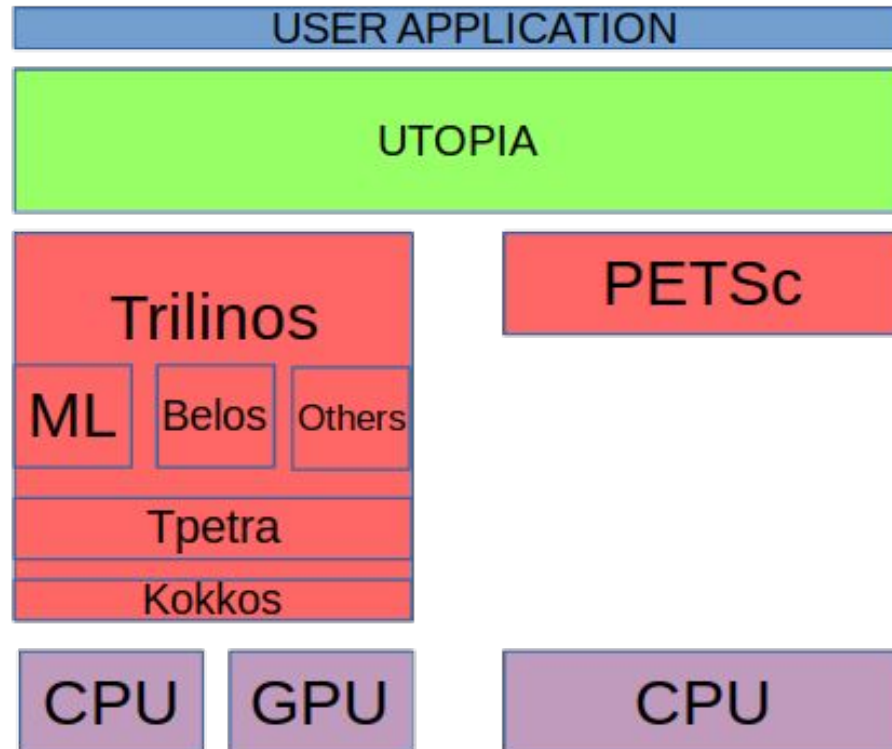 USER APPLICATION
UTOPIA
Trilinos
PETSc
ML Belos Others
Tpetra
Kokkos
CPU GPU CPU